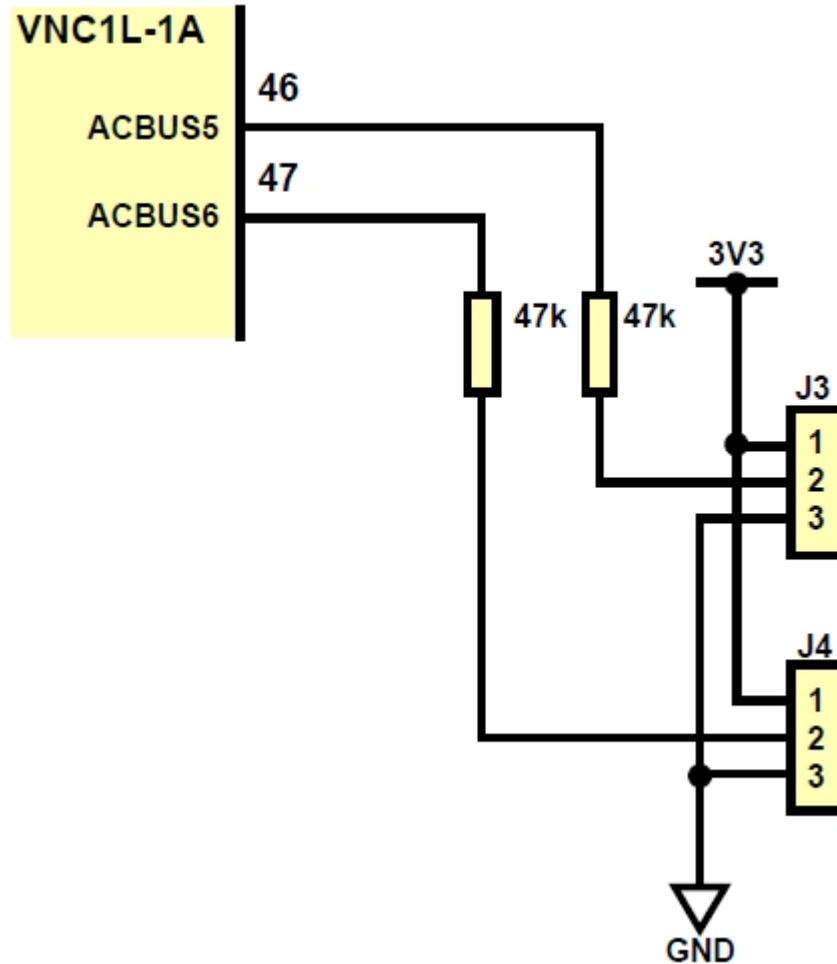 VNC1L-1A
46
ACBUS5
47
ACBUS6
3V3
47k 47k
J3
1
2
3
J4
1
2
3
GND